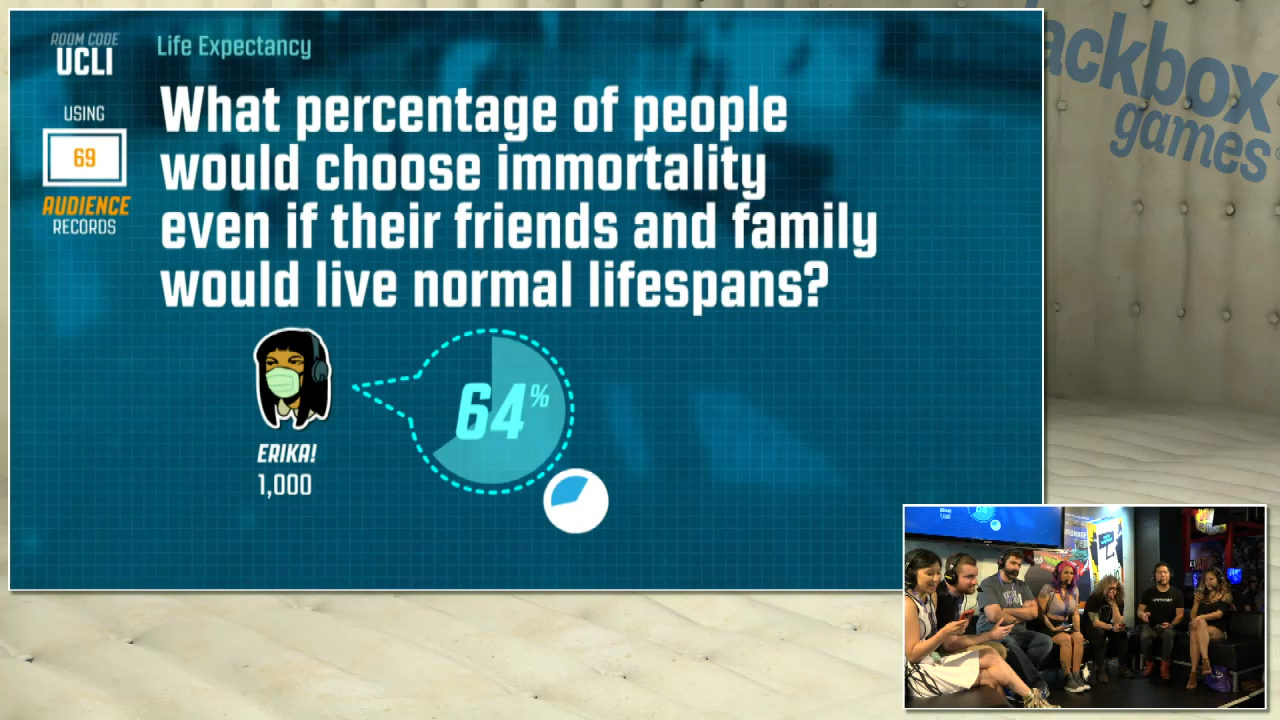 ROOM CODE
UCLI
USING
69
AUDIENCE
RECORDS
Life Expectancy
What percentage of people
would choose immortality
even if their friends and family
would live normal lifespans?
64%
ERIKA!
1,000
games